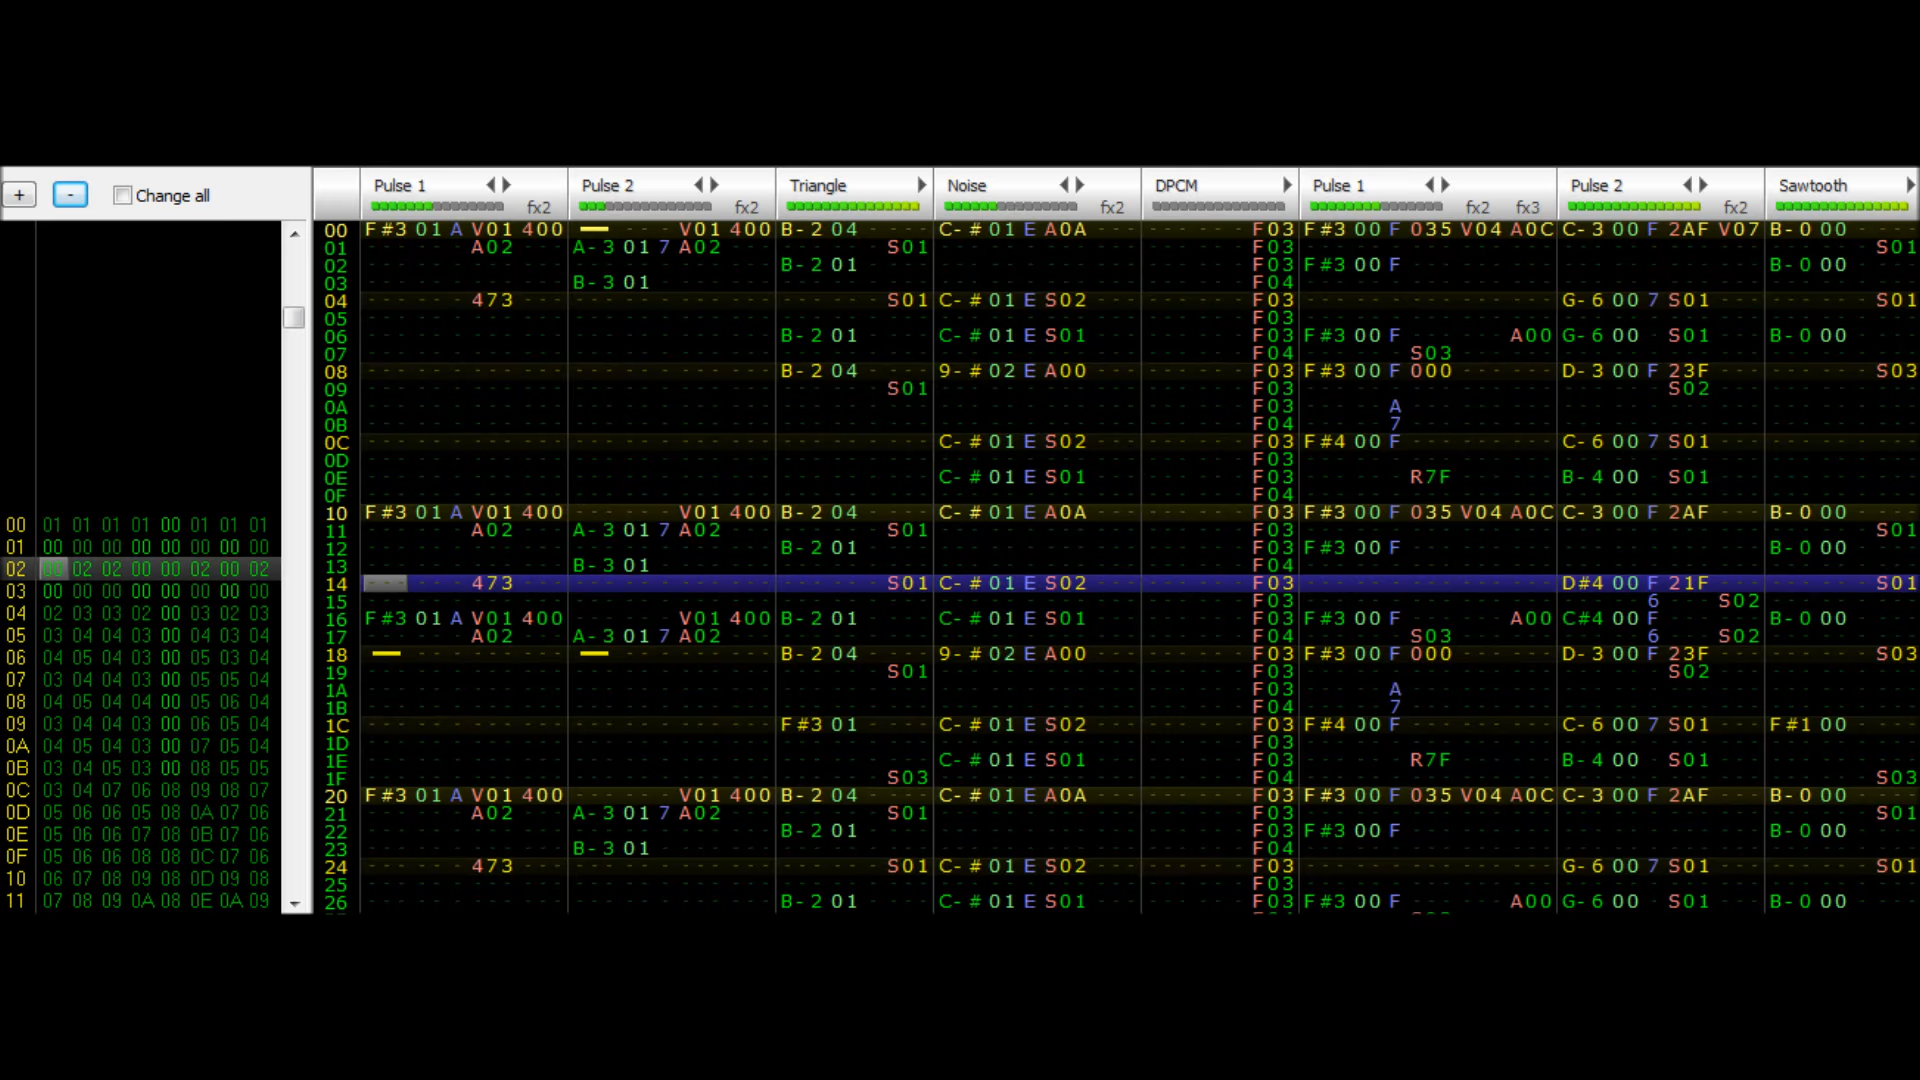 + - Change all
Pulse 1 Pulse 2 Triangle Noise DPCM Pulse 1 Pulse 2 Sawtooth
fx2 fx2 fx2 fx2 fx3 fx2
00 F#3 01 A V01 400 V01 400 B-2 04 C-# 01 E A0A F03 F#3 00 F 035 V04 A0C C-3 00 F 2AF V07 B-0 00
01 A02 A-3 01 7 A02 S01 F03 S01
02 B-2 01 F03 F#3 00 F B-0 00
03 B-3 01 F04
04 473 S01 C-# 01 E S02 F03 G-6 00 7 S01 S01
05 F03
06 B-2 01 C-# 01 E S01 F03 F#3 00 F A00 G-6 00 S01 B-0 00
07 F04 S03
08 B-2 04 9-# 02 E A00 F03 F#3 00 F 000 D-3 00 F 23F S03
09 S01 F03 S02
0A F03 A
0B F04 7
0C C-# 01 E S02 F03 F#4 00 F C-6 00 7 S01
0D F03
0E C-# 01 E S01 F03 R7F B-4 00 S01
0F F04
10 F#3 01 A V01 400 V01 400 B-2 04 C-# 01 E A0A F03 F#3 00 F 035 V04 A0C C-3 00 F 2AF B-0 00
11 A02 A-3 01 7 A02 S01 F03 S01
12 B-2 01 F03 F#3 00 F B-0 00
13 B-3 01 F04
14 473 S01 C-# 01 E S02 F03 D#4 00 F 21F S01
15 F03 6 S02
16 F#3 01 A V01 400 V01 400 B-2 01 C-# 01 E S01 F03 F#3 00 F A00 C#4 00 F B-0 00
17 A02 A-3 01 7 A02 F04 S03 6 S02
18 B-2 04 9-# 02 E A00 F03 F#3 00 F 000 D-3 00 F 23F S03
19 S01 F03 S02
1A F03 A
1B F04 7
1C F#3 01 C-# 01 E S02 F03 F#4 00 F C-6 00 7 S01 F#1 00
1D F03
1E C-# 01 E S01 F03 R7F B-4 00 S01
1F S03 F04 S03
20 F#3 01 A V01 400 V01 400 B-2 04 C-# 01 E A0A F03 F#3 00 F 035 V04 A0C C-3 00 F 2AF B-0 00
21 A02 A-3 01 7 A02 S01 F03 S01
22 B-2 01 F03 F#3 00 F B-0 00
23 B-3 01 F04
24 473 S01 C-# 01 E S02 F03 G-6 00 7 S01 S01
25 F03
26 B-2 01 C-# 01 E S01 F03 F#3 00 F A00 G-6 00 S01 B-0 00
00 01 01 01 01 00 01 01 01
01 00 00 00 00 00 00 00 00
02 00 02 02 00 00 02 00 02
03 00 00 00 00 00 00 00 00
04 02 03 03 02 00 03 02 03
05 03 04 04 03 00 04 03 04
06 04 05 04 03 00 05 03 04
07 03 04 04 03 00 05 04 04
08 04 05 04 03 00 05 06 04
09 03 04 04 03 00 06 05 04
0A 04 05 04 03 00 07 05 04
0B 03 04 05 03 00 08 05 05
0C 03 04 07 06 08 09 08 07
0D 05 06 06 05 08 0A 07 06
0E 05 06 06 07 08 0B 07 06
0F 05 06 06 08 08 0C 07 06
10 06 07 08 09 08 0D 09 08
11 07 08 09 0A 08 0E 0A 09